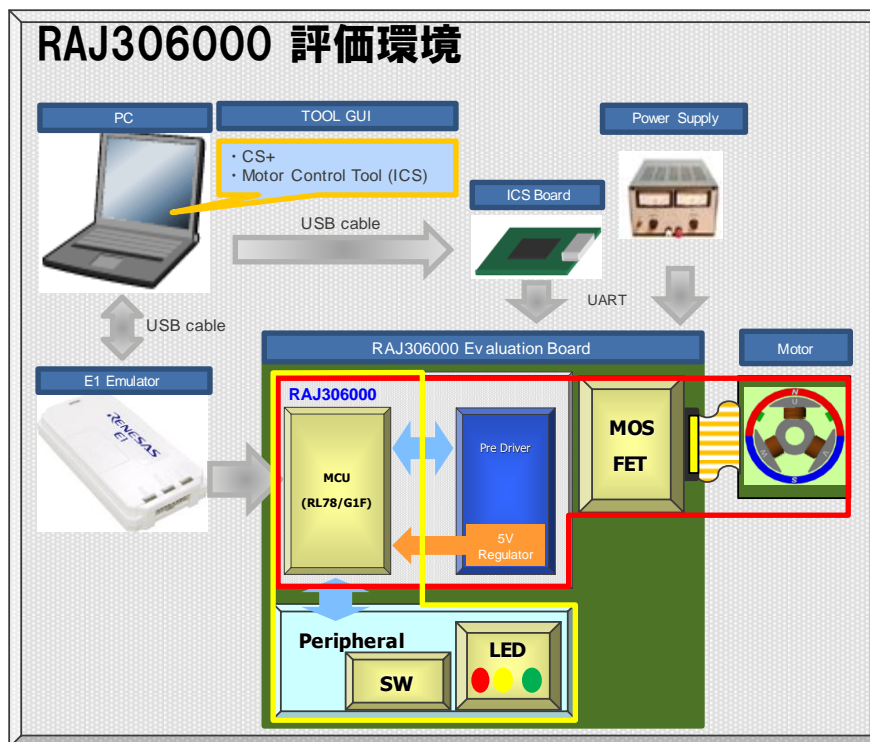 RAJ306000 評価環境
PC
TOOL GUI
Power Supply
・CS+
・Motor Control Tool (ICS)
ICS Board
USB cable
UART
USB cable
RAJ306000 Evaluation Board
Motor
E1 Emulator
RAJ306000
RENESAS
E1
MCU
(RL78/G1F)
Pre Driver
MOS
FET
N
U
W
V
S
5V
Regulator
Peripheral
SW
LED